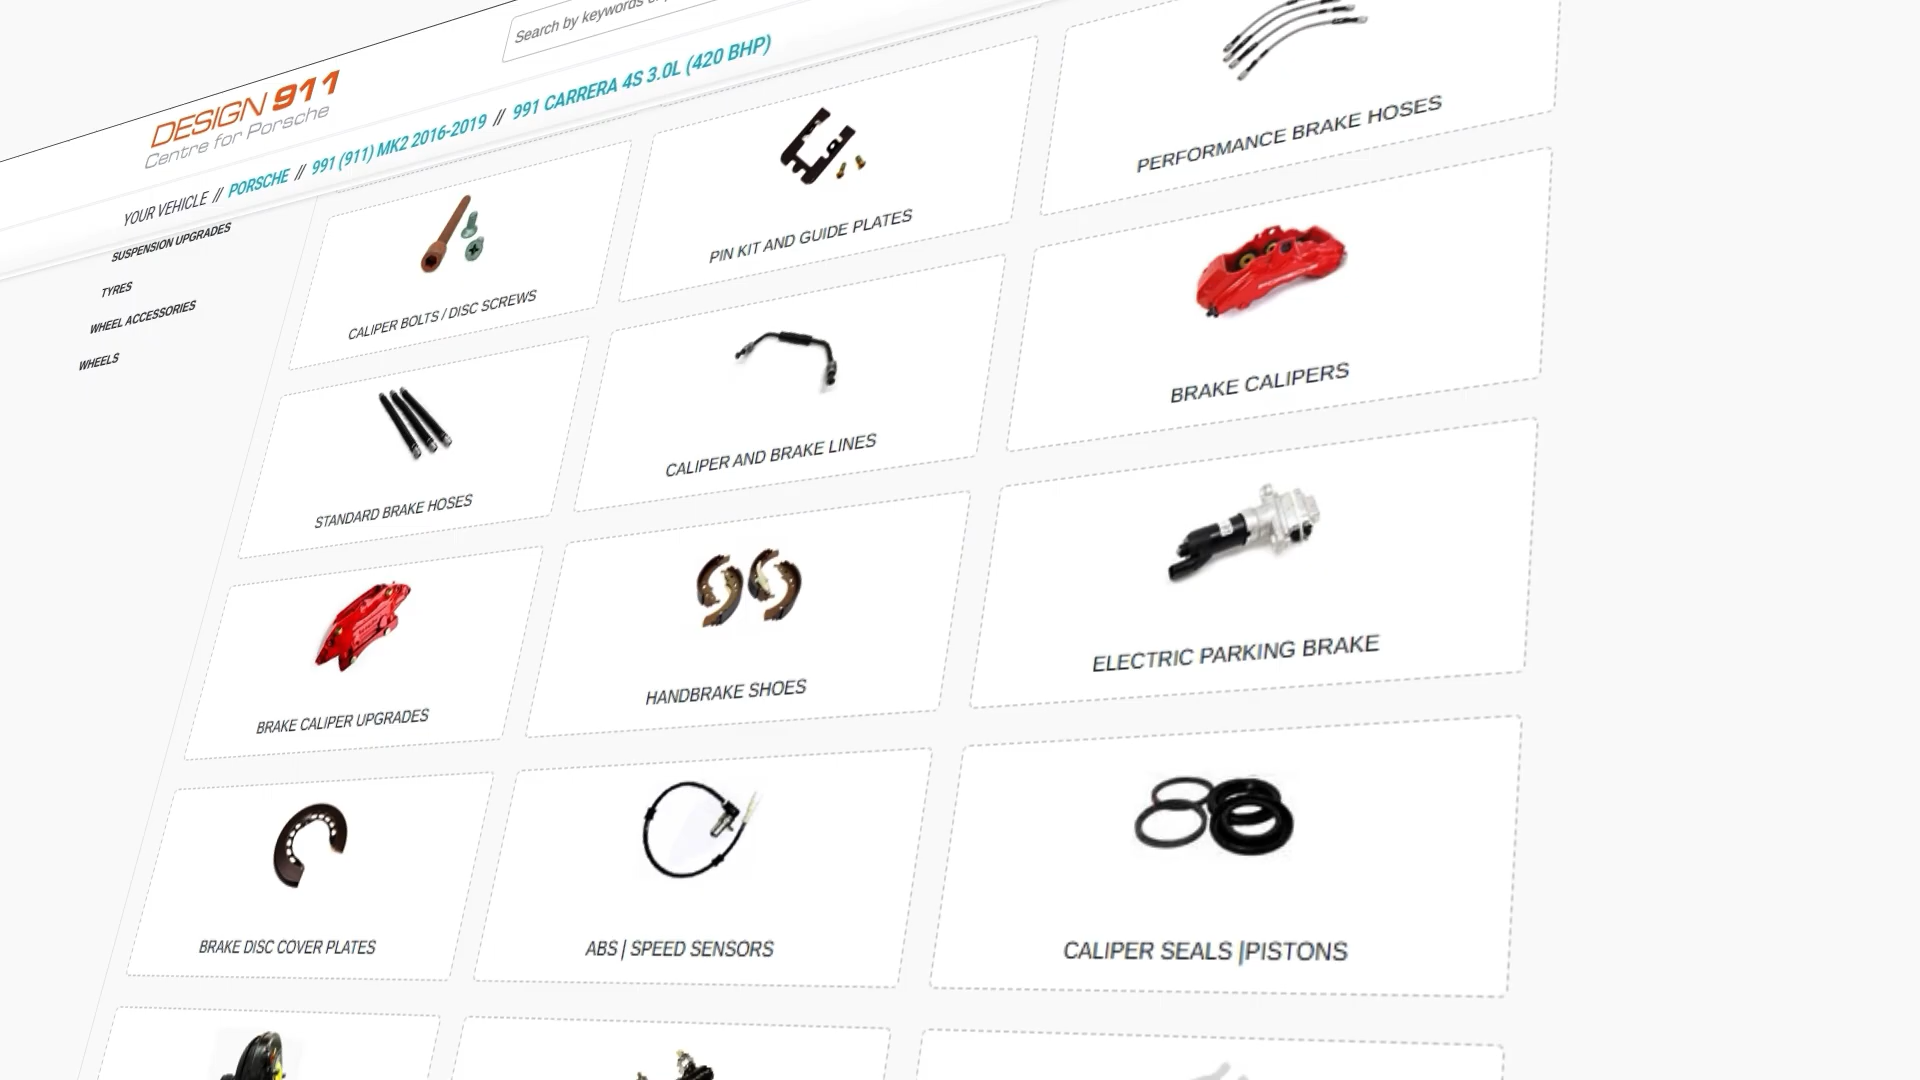 Search by keywords
DESIGN 911
Centre for Porsche
YOUR VEHICLE // PORSCHE // 991 (911) MK2 2016-2019 // 991 CARRERA 4S 3.0L (420 BHP)
SUSPENSION UPGRADES
TYRES
WHEEL ACCESSORIES
WHEELS
CALIPER BOLTS / DISC SCREWS
PIN KIT AND GUIDE PLATES
PERFORMANCE BRAKE HOSES
STANDARD BRAKE HOSES
CALIPER AND BRAKE LINES
BRAKE CALIPERS
BRAKE CALIPER UPGRADES
HANDBRAKE SHOES
ELECTRIC PARKING BRAKE
BRAKE DISC COVER PLATES
ABS | SPEED SENSORS
CALIPER SEALS |PISTONS